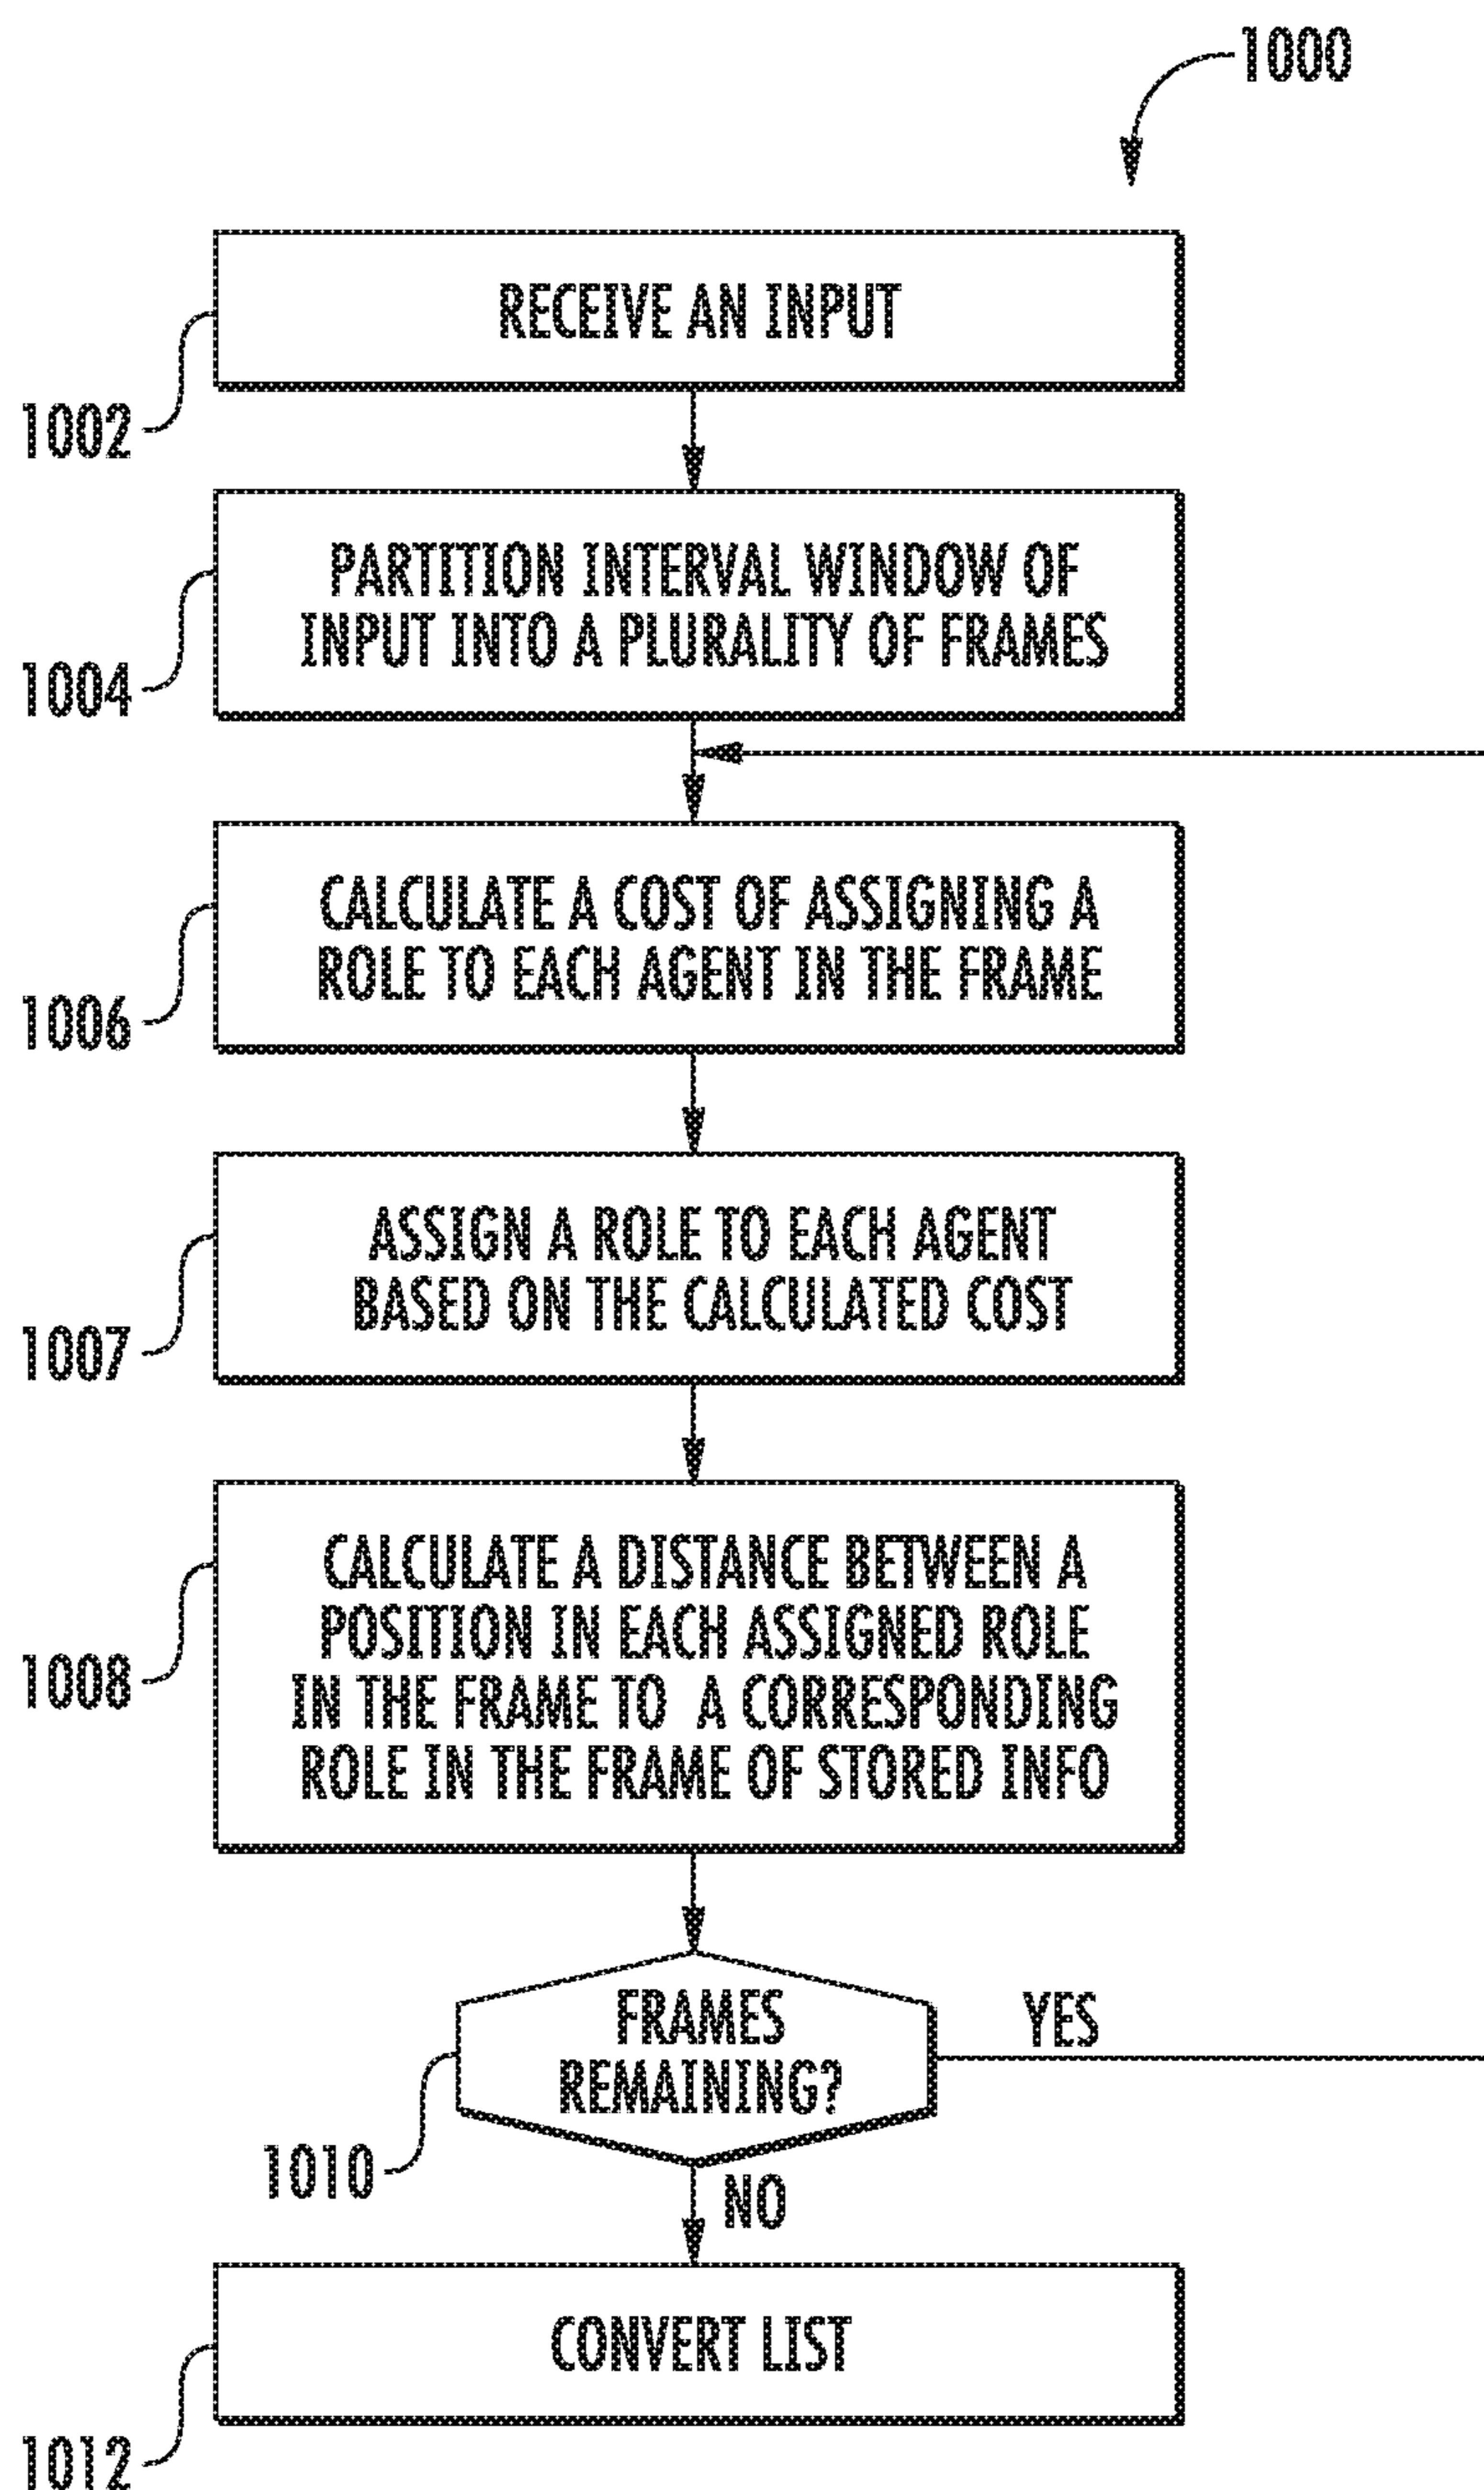 1000
RECEIVE AN INPUT
1002
PARTITION INTERVAL WINDOW OF
INPUT INTO A PLURALITY OF FRAMES
1004
CALCULATE A COST OF ASSIGNING A
ROLE TO EACH AGENT IN THE FRAME
1006
ASSIGN A ROLE TO EACH AGENT
BASED ON THE CALCULATED COST
1007
CALCULATE A DISTANCE BETWEEN A
POSITION IN EACH ASSIGNED ROLE
IN THE FRAME TO A CORRESPONDING
ROLE IN THE FRAME OF STORED INFO
1008
FRAMES
REMAINING?
YES
1010
NO
CONVERT LIST
1012